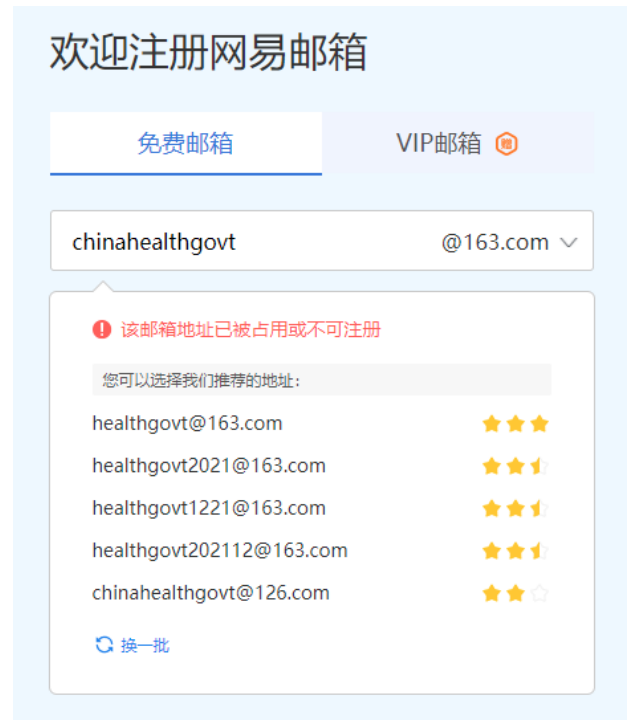 欢迎注册网易邮箱
免费邮箱
VIP邮箱 赠
chinahealthgovt
@163.com
该邮箱地址已被占用或不可注册
您可以选择我们推荐的地址:
healthgovt@163.com
healthgovt2021@163.com
healthgovt1221@163.com
healthgovt202112@163.com
chinahealthgovt@126.com
换一批